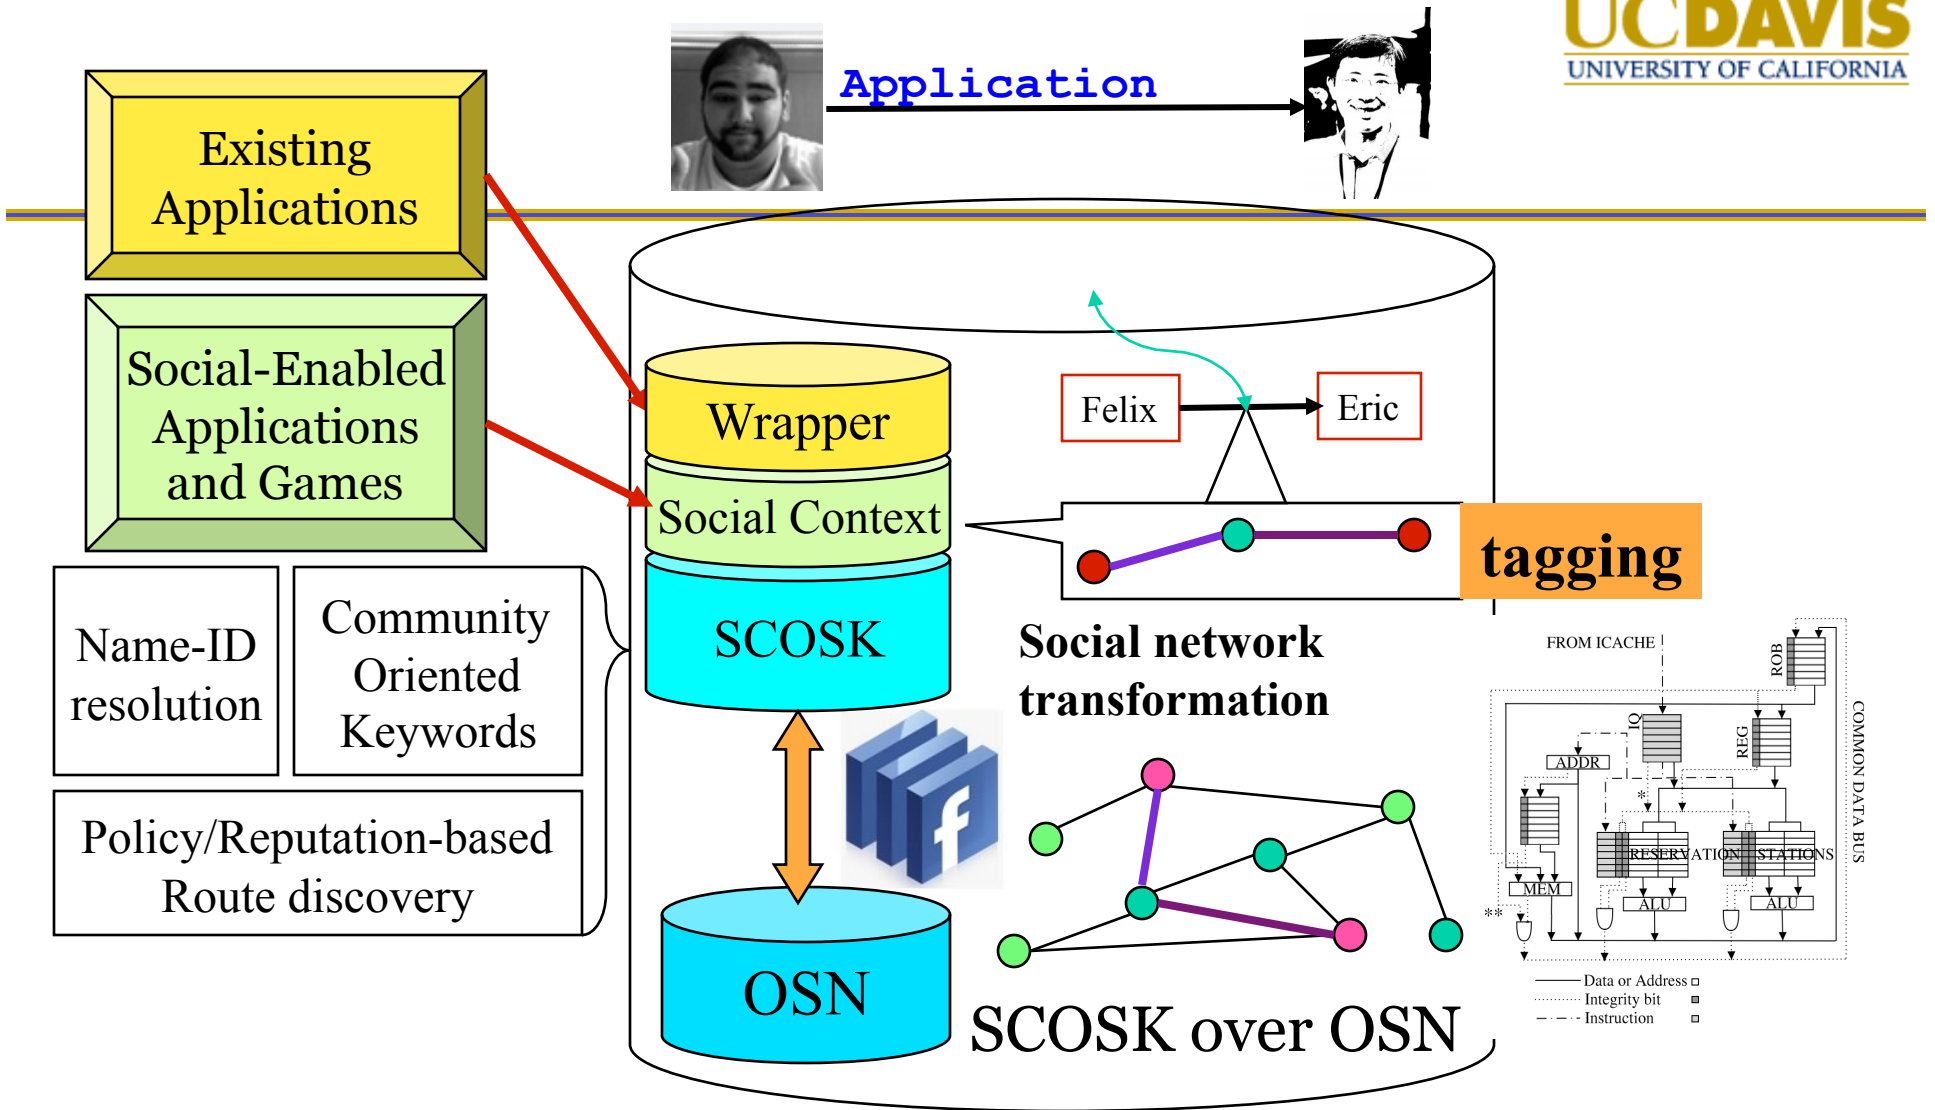 UCDAVIS
UNIVERSITY OF CALIFORNIA
Application
Existing
Applications
Social-Enabled
Applications
and Games
Wrapper
Social Context
SCOSK
OSN
Felix
Eric
tagging
Name-ID
resolution
Community
Oriented
Keywords
Policy/Reputation-based
Route discovery
Social network
transformation
f
SCOSK over OSN
FROM ICACHE
ROB
IQ
REG
ADDR
*
COMMON DATA BUS
RESERVATION STATIONS
MEM
ALU
ALU
**
Data or Address
Integrity bit
Instruction